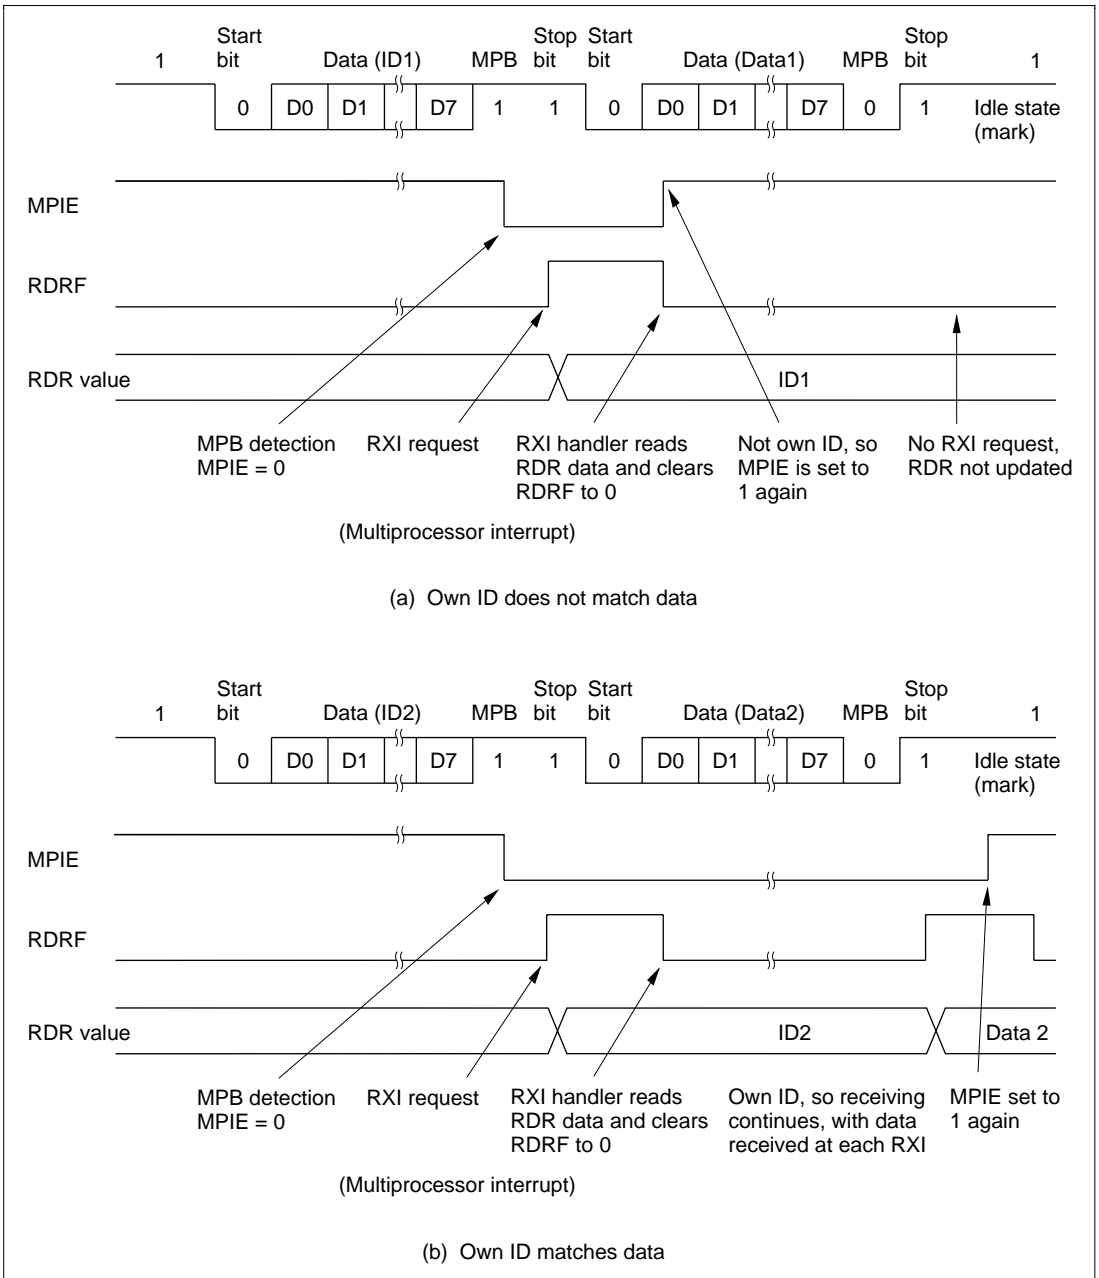 Start Stop Start Stop
1 bit Data (ID1) MPB bit bit Data (Data1) MPB bit 1
0 D0 D1 D7 1 1 0 D0 D1 D7 0 1 Idle state
(mark)
MPIE
RDRF
RDR value ID1
MPB detection
MPIE = 0
RXI request
RXI handler reads
RDR data and clears
RDRF to 0
Not own ID, so
MPIE is set to
1 again
No RXI request,
RDR not updated
(Multiprocessor interrupt)
(a) Own ID does not match data
Start Stop Start Stop
1 bit Data (ID2) MPB bit bit Data (Data2) MPB bit 1
0 D0 D1 D7 1 1 0 D0 D1 D7 0 1 Idle state
(mark)
MPIE
RDRF
RDR value ID2 Data 2
MPB detection
MPIE = 0
RXI request
RXI handler reads
RDR data and clears
RDRF to 0
Own ID, so receiving
continues, with data
received at each RXI
MPIE set to
1 again
(Multiprocessor interrupt)
(b) Own ID matches data